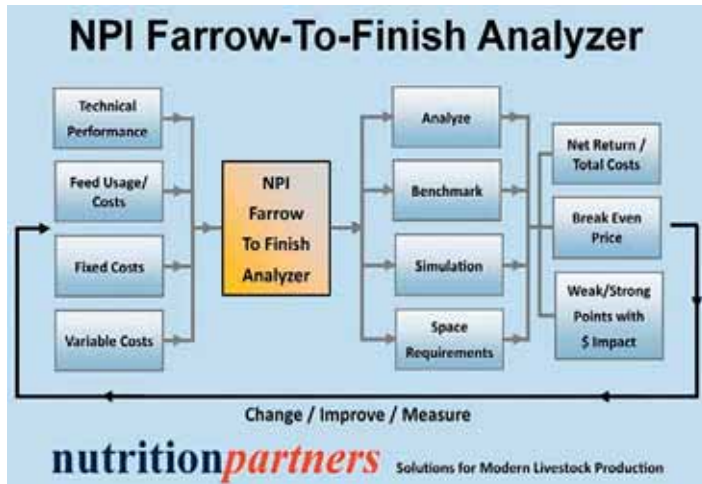 NPI Farrow-To-Finish Analyzer
Technical
Performance
Feed Usage/
Costs
Fixed Costs
Variable Costs
NPI
Farrow
To Finish
Analyzer
Analyze
Benchmark
Simulation
Space
Requirements
Net Return /
Total Costs
Break Even
Price
Weak/Strong
Points with
$ Impact
Change / Improve / Measure
nutritionpartners Solutions for Modern Livestock Production